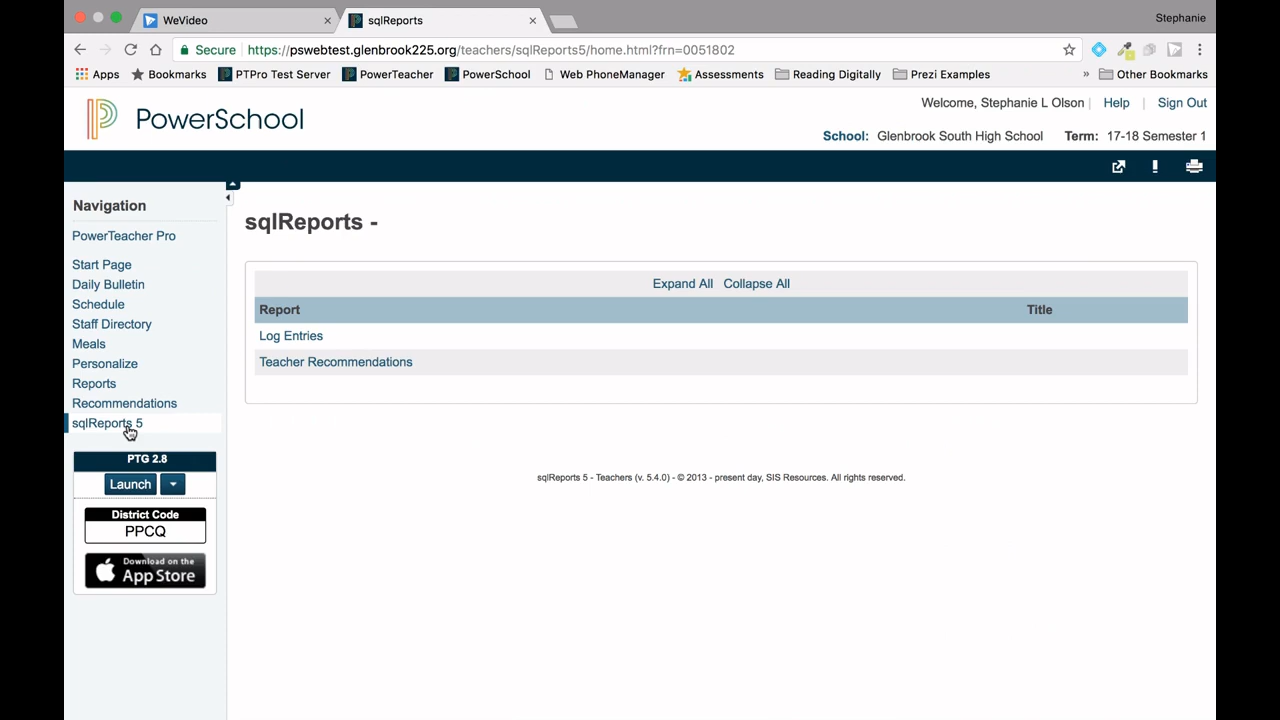 WeVideo
sqlReports
Stephanie
Secure https://pswebtest.glenbrook225.org/teachers/sqlReports5/home.html?frn=0051802
Apps Bookmarks PTPro Test Server PowerTeacher PowerSchool Web PhoneManager Assessments Reading Digitally Prezi Examples » Other Bookmarks
PowerSchool
Welcome, Stephanie L Olson | Help | Sign Out
School: Glenbrook South High School Term: 17-18 Semester 1
Navigation
PowerTeacher Pro
Start Page
Daily Bulletin
Schedule
Staff Directory
Meals
Personalize
Reports
Recommendations
sqlReports 5
PTG 2.8
Launch
District Code
PPCQ
Download on the
App Store
sqlReports -
Expand All Collapse All
Report Title
Log Entries
Teacher Recommendations
sqlReports 5 - Teachers (v. 5.4.0) - © 2013 - present day, SIS Resources. All rights reserved.